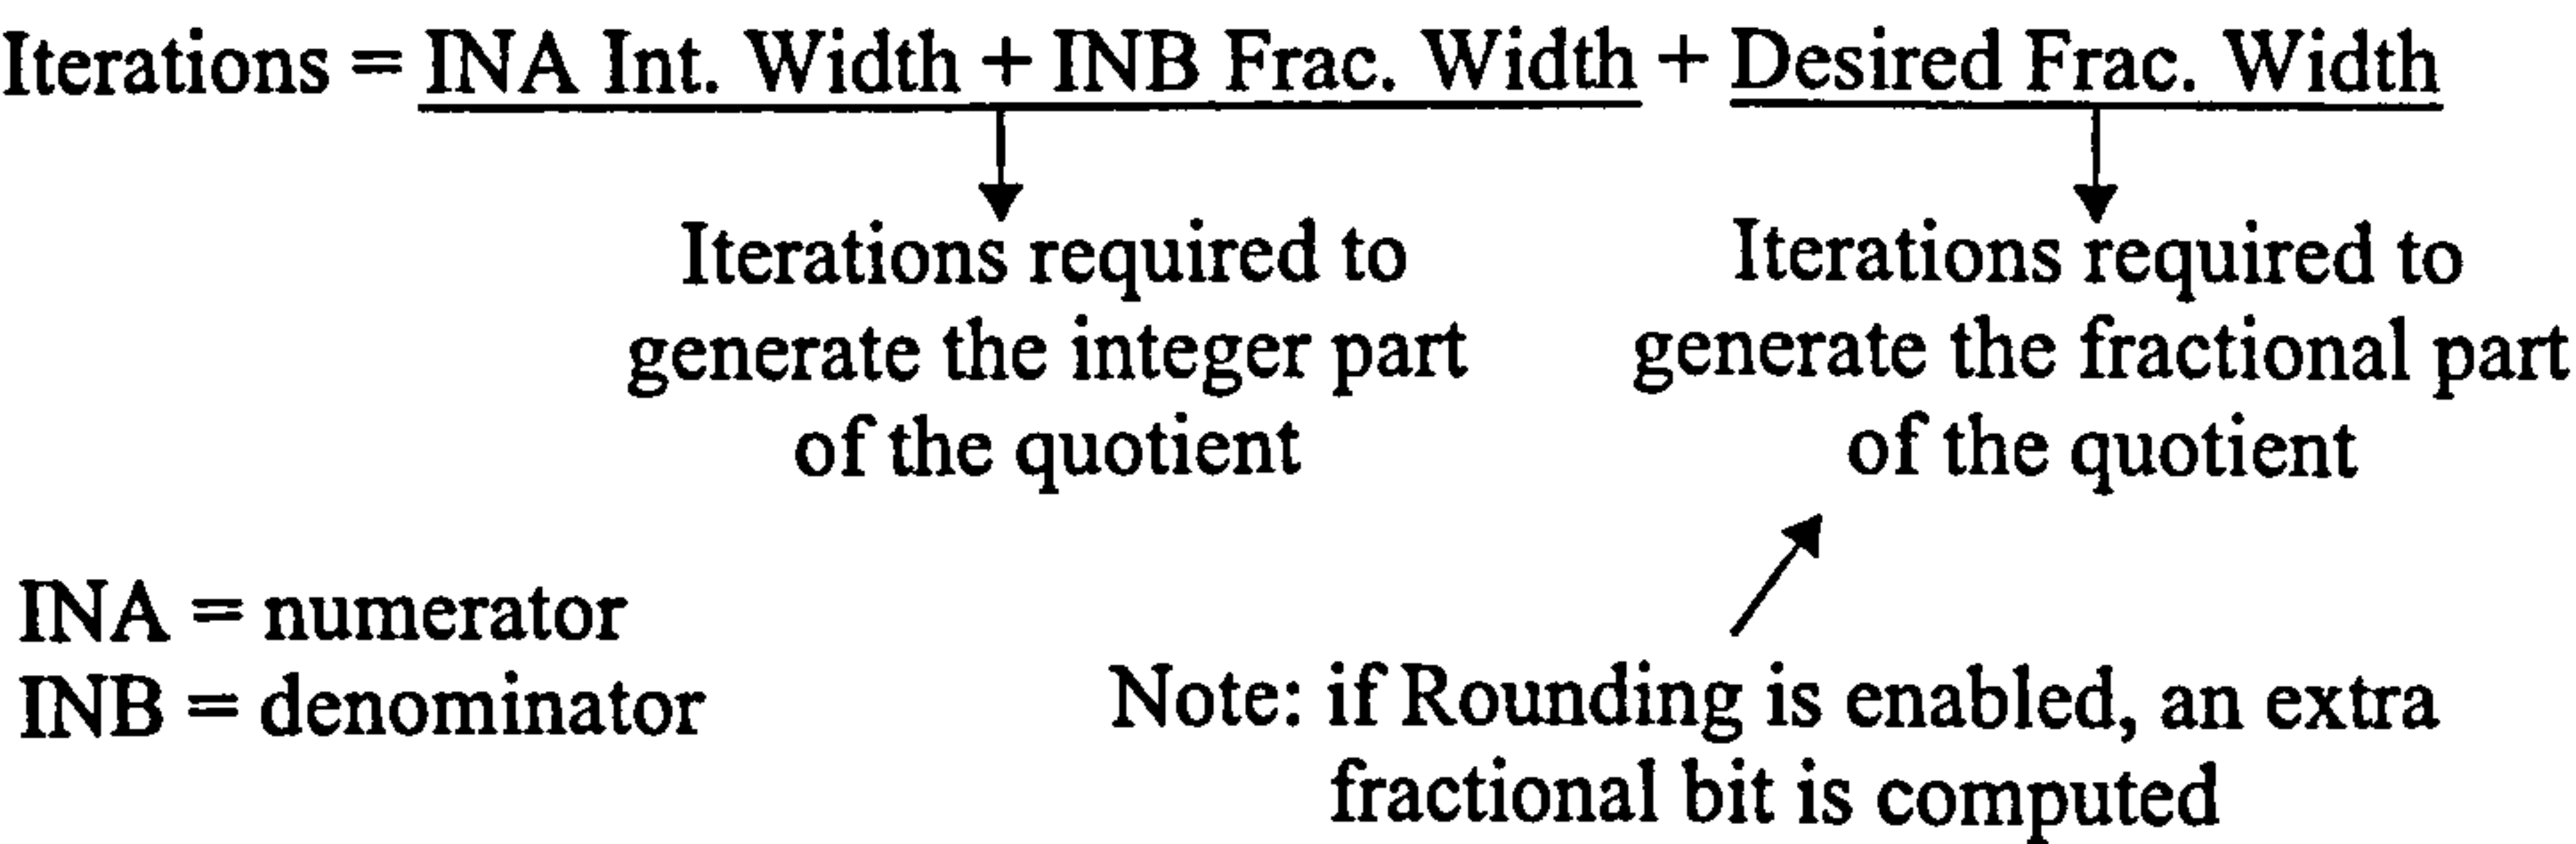 Iterations = INA Int. Width + INB Frac. Width + Desired Frac. Width
Iterations required to
generate the integer part
of the quotient
Iterations required to
generate the fractional part
of the quotient
INA = numerator
INB = denominator
Note: if Rounding is enabled, an extra
fractional bit is computed